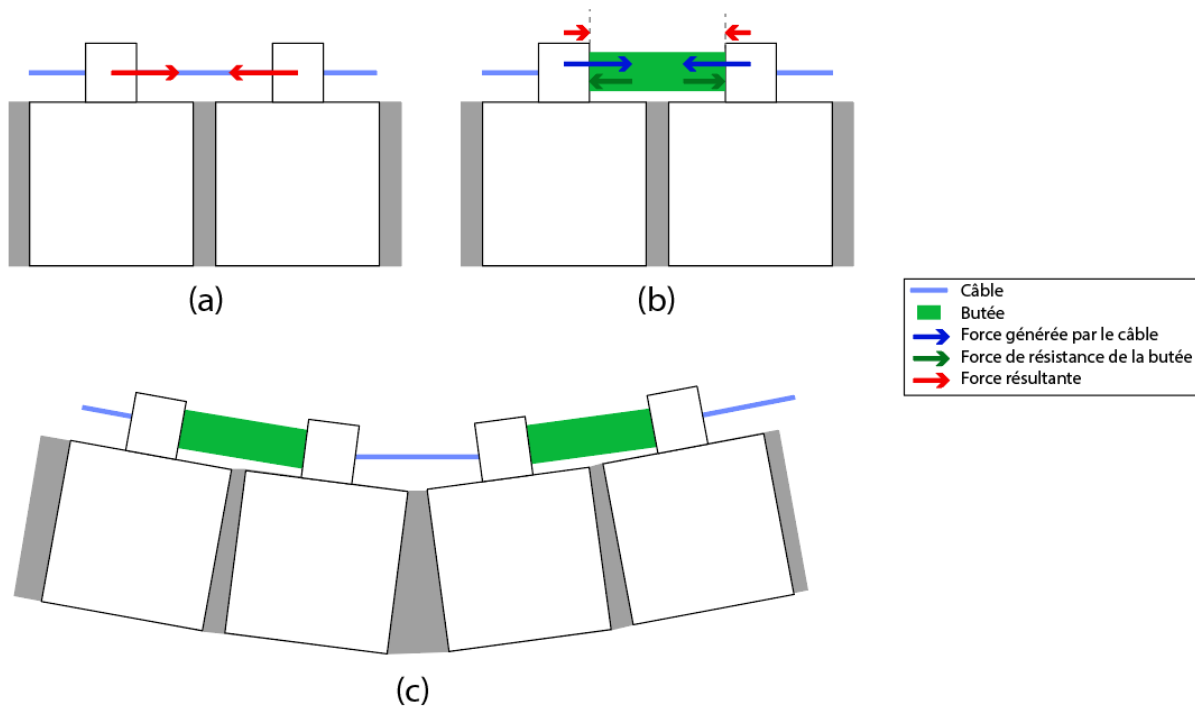 (a)
(b)
Câble
Butée
Force générée par le câble
Force de résistance de la butée
Force résultante
(c)